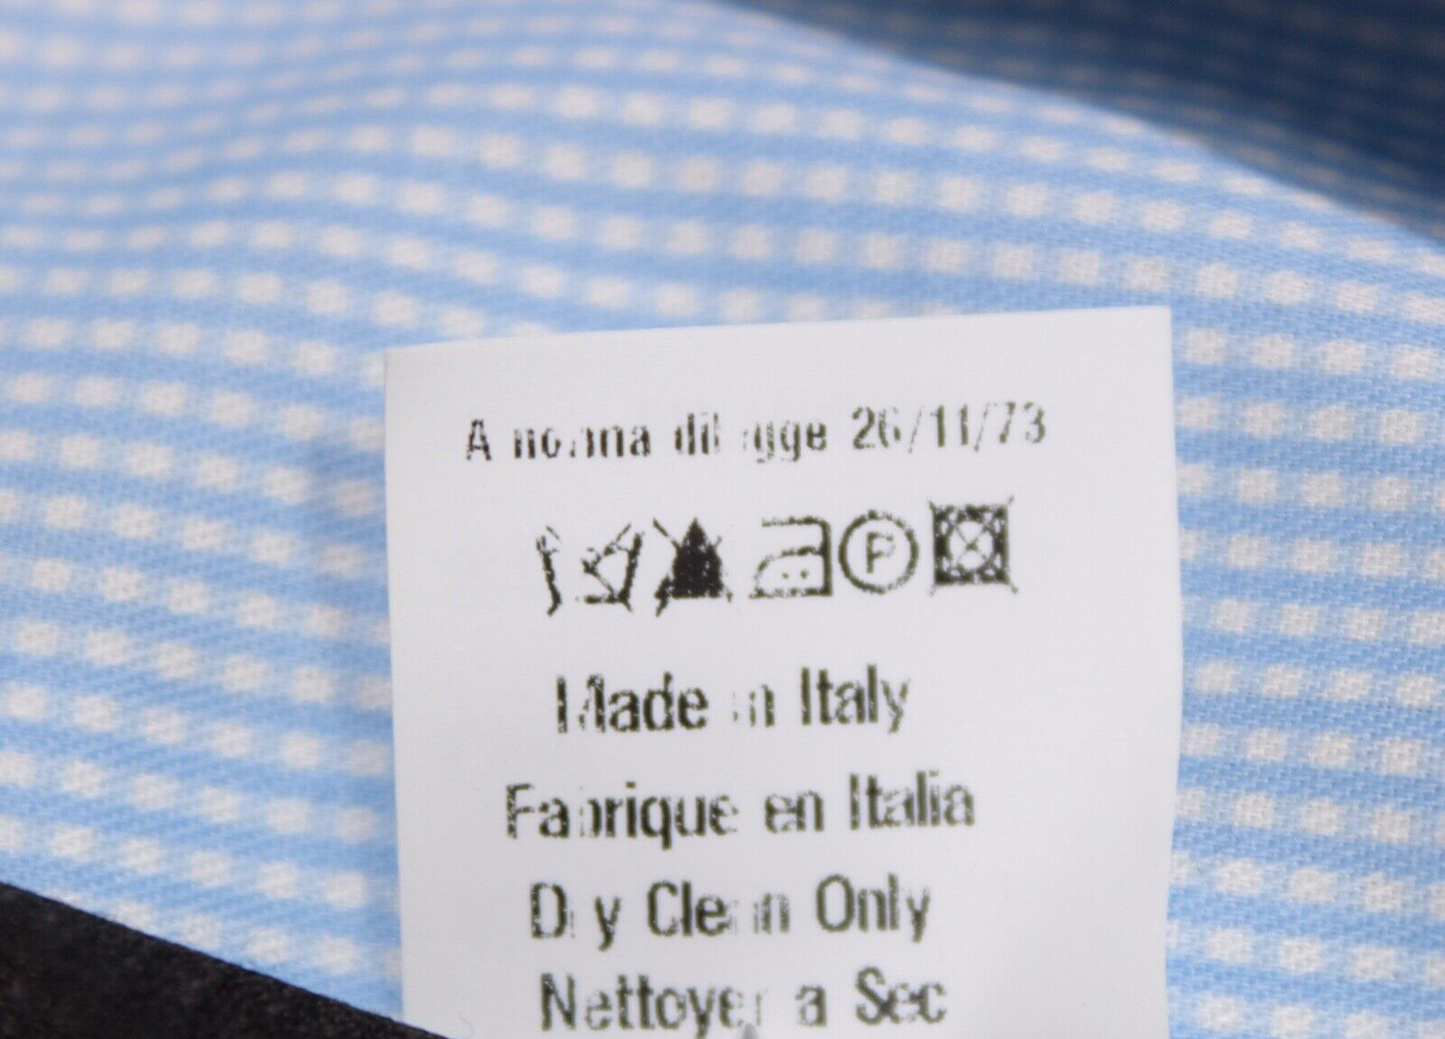 A norma di legge 26/11/73
P
Made in Italy
Fabrique en Italia
Dry Clean Only
Nettoyer a Sec